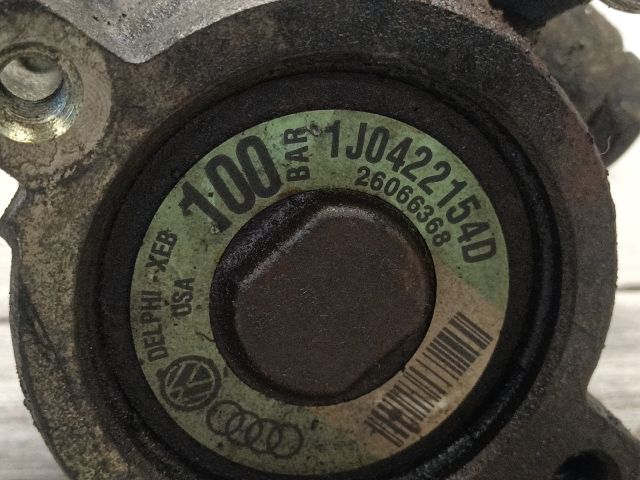 100 BAR
1J0422154D
26066368
DELPHI - XEB
USA